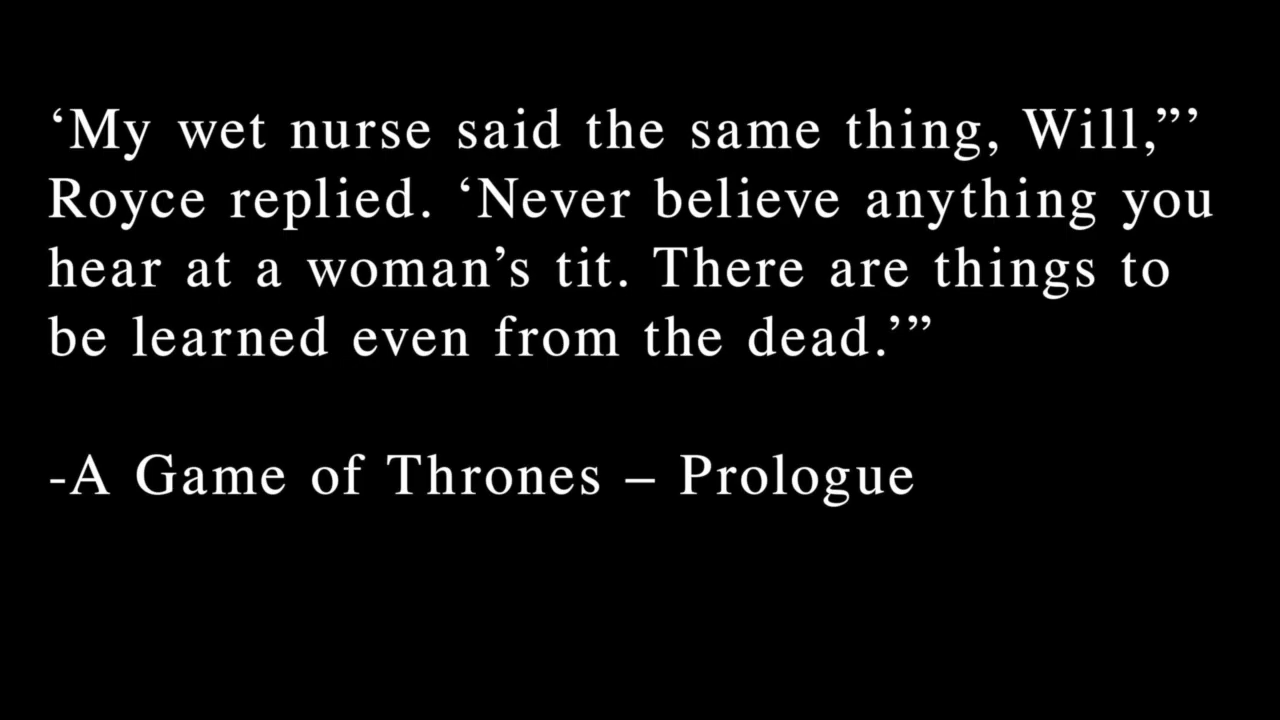 ‘My wet nurse said the same thing, Will,”’
Royce replied. ‘Never believe anything you
hear at a woman’s tit. There are things to
be learned even from the dead.’”
-A Game of Thrones – Prologue